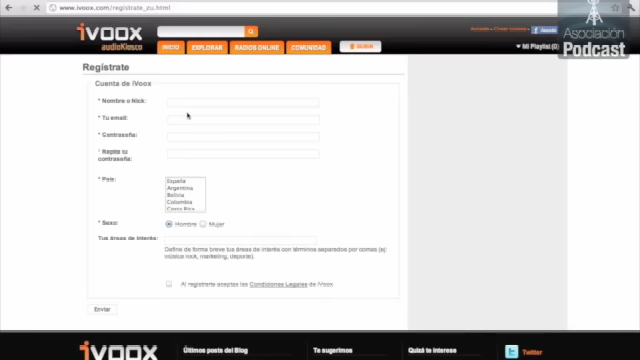 www.ivoox.com/registrate_zu.html
iVOOX
audioKiosco
INICIO
EXPLORAR
RADIOS ONLINE
COMUNIDAD
SUBIR
Mi Playlist (0)
Asociación
Podcast
Regístrate
Cuenta de iVoox
* Nombre o Nick:
* Tu email:
* Contraseña:
* Repite tu
contraseña:
* País:
España
Argentina
Bolivia
Colombia
Costa Rica
* Sexo:
Hombre
Mujer
Tus áreas de interés:
Define de forma breve tus áreas de interés con términos separados por comas (ej:
música rock, marketing, deporte).
Al registrarte aceptas las Condiciones Legales de iVoox
Enviar
iVOOX
Últimos posts del Blog
Te sugerimos
Quizá te interese
Twitter